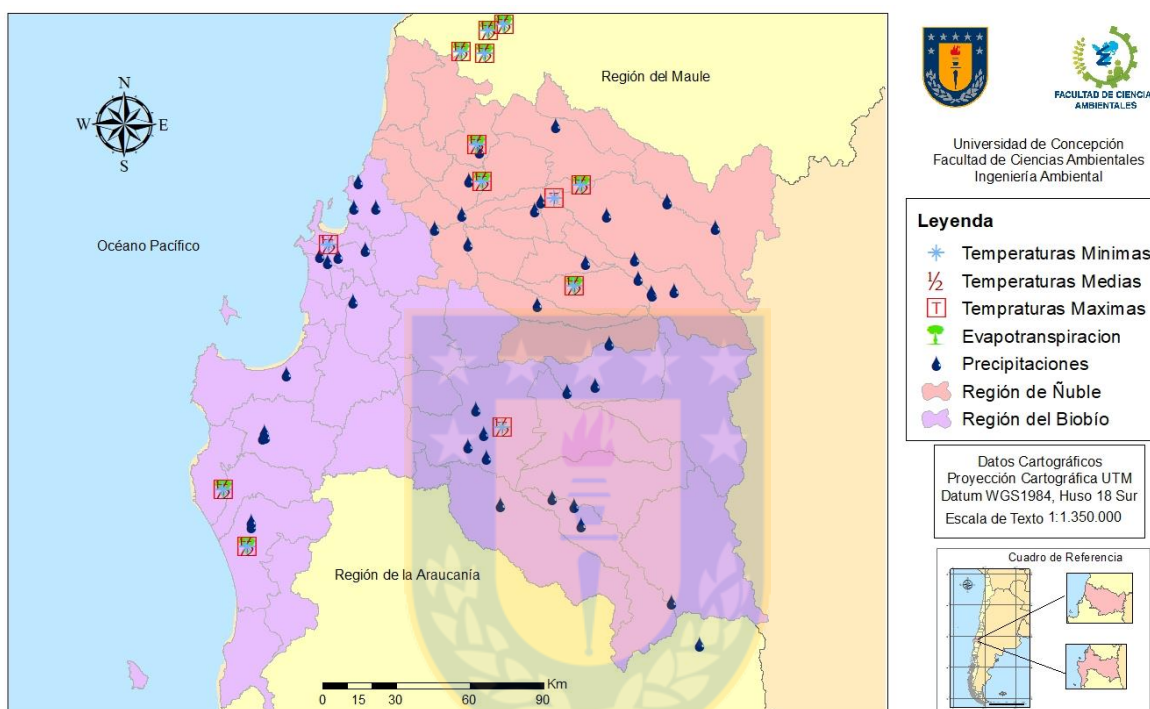 N
W E
S
Región del Maule
Océano Pacífico
Región de la Araucanía
Km
0 15 30 60 90
FACULTAD DE CIENCIA
AMBIENTALES
Universidad de Concepción
Facultad de Ciencias Ambientales
Ingeniería Ambiental
Leyenda
Temperaturas Minimas
½ Temperaturas Medias
T Tempraturas Maximas
Evapotranspiracion
Precipitaciones
Región de Ñuble
Región del Biobío
Datos Cartográficos
Proyección Cartográfica UTM
Datum WGS1984, Huso 18 Sur
Escala de Texto 1:1.350.000
Cuadro de Referencia